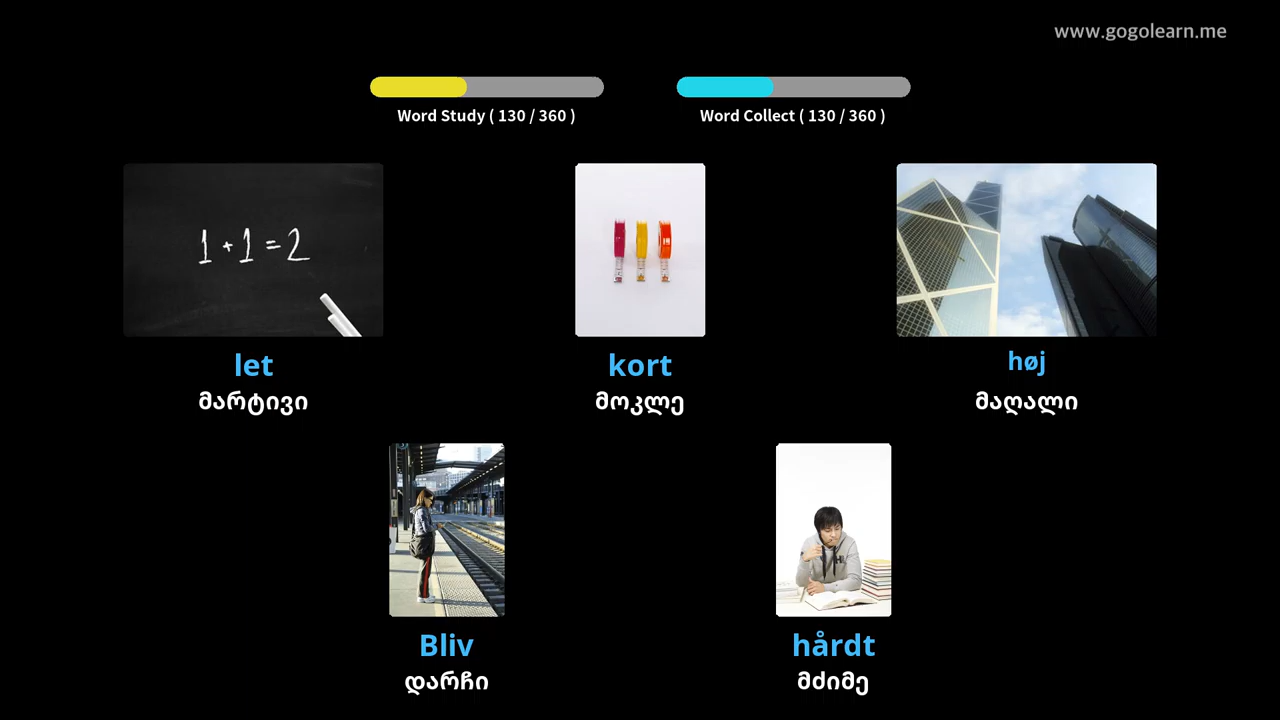 www.gogolearn.me
Word Study ( 130 / 360 )
Word Collect ( 130 / 360 )
1 + 1 = 2
let
მარტივი
kort
მოკლე
høj
მაღალი
Bliv
დარჩი
hårdt
მძიმე